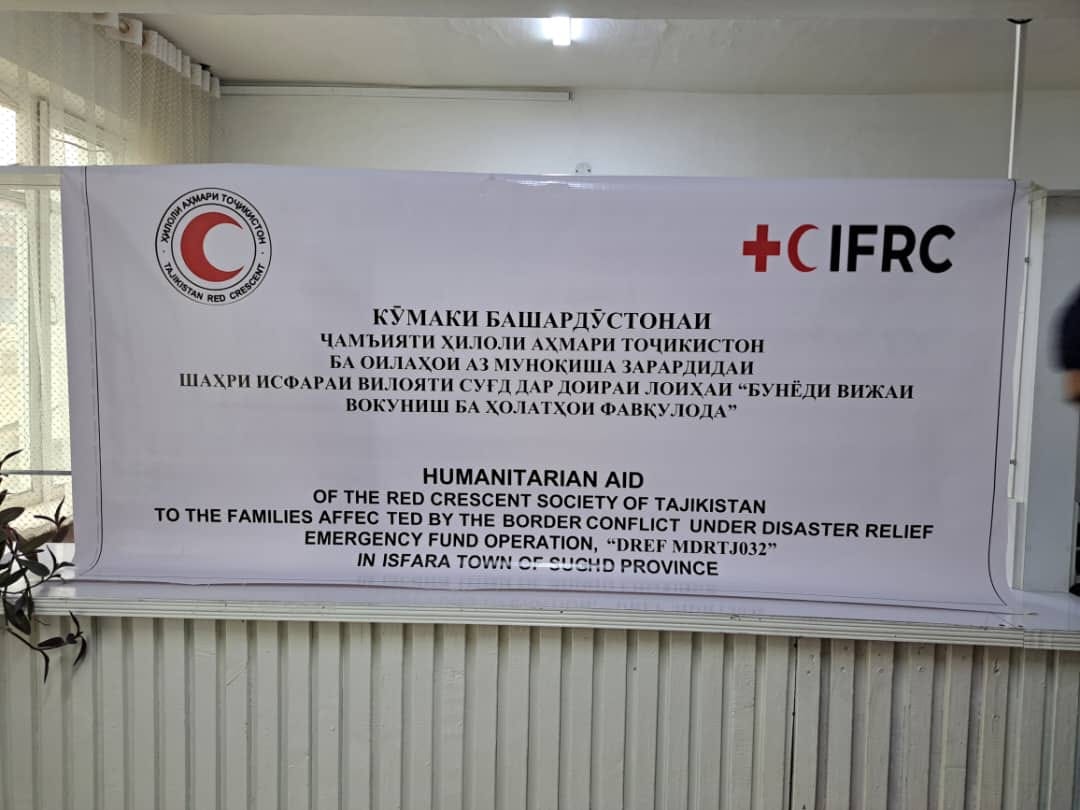 ҲИЛОЛИ АҲМАРИ ТОҶИКИСТОН
TAJIKISTAN RED CRESCENT
IFRC
КӮМАКИ БАШАРДӮСТОНАИ
ҶАМЪИЯТИ ҲИЛОЛИ АҲМАРИ ТОҶИКИСТОН
БА ОИЛАҲОИ АЗ МУНОҚИША ЗАРАРДИДАИ
ШАҲРИ ИСФАРАИ ВИЛОЯТИ СУҒД ДАР ДОИРАИ ЛОИҲАИ “БУНЁДИ ВИЖАИ
ВОКУНИШ БА ҲОЛАТҲОИ ФАВҚУЛОДА”
HUMANITARIAN AID
OF THE RED CRESCENT SOCIETY OF TAJIKISTAN
TO THE FAMILIES AFFEC TED BY THE BORDER CONFLICT UNDER DISASTER RELIEF
EMERGENCY FUND OPERATION, “DREF MDRTJ032”
IN ISFARA TOWN OF SUGHD PROVINCE